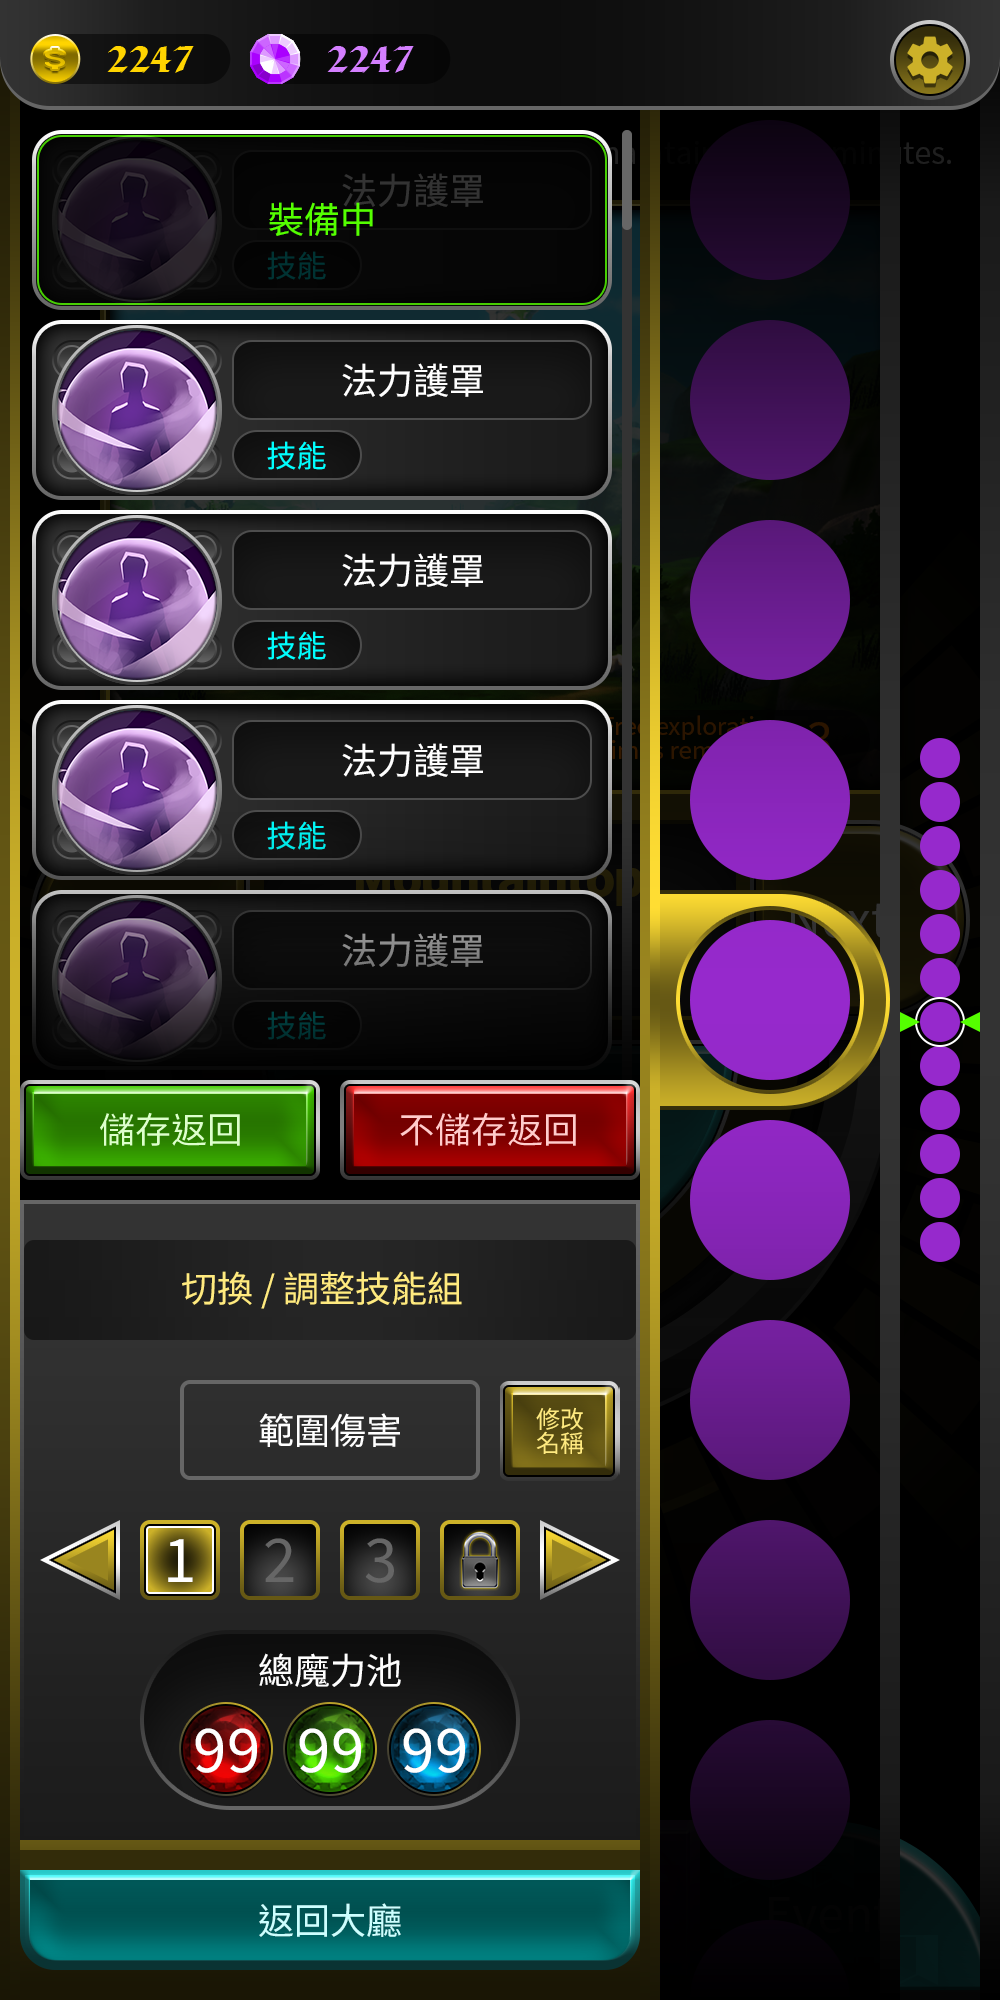 2247 2247
tes.
法力護罩
裝備中
技能
法力護罩
技能
法力護罩
技能
法力護罩
技能
法力護罩
技能
儲存返回 不儲存返回
切換 / 調整技能組
範圍傷害
修改
名稱
1 2 3
總魔力池
99 99 99
返回大廳